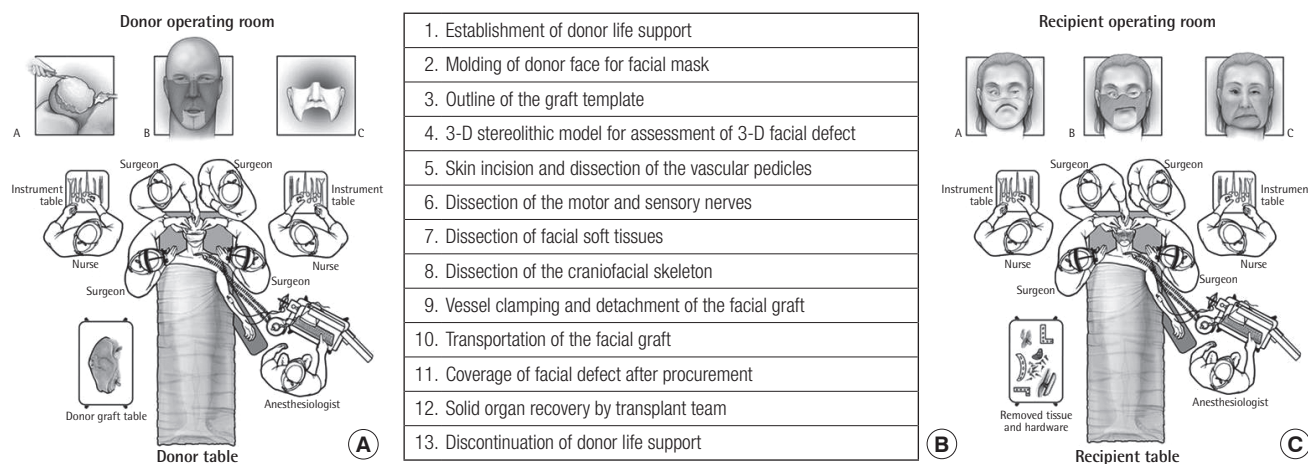 Donor operating room
A
B
C
Surgeon
Surgeon
Instrument
table
Instrument
table
Nurse
Nurse
Surgeon
Surgeon
Donor graft table
Anesthesiologist
Donor table
A
1. Establishment of donor life support
2. Molding of donor face for facial mask
3. Outline of the graft template
4. 3-D stereolithic model for assessment of 3-D facial defect
5. Skin incision and dissection of the vascular pedicles
6. Dissection of the motor and sensory nerves
7. Dissection of facial soft tissues
8. Dissection of the craniofacial skeleton
9. Vessel clamping and detachment of the facial graft
10. Transportation of the facial graft
11. Coverage of facial defect after procurement
12. Solid organ recovery by transplant team
13. Discontinuation of donor life support
B
Recipient operating room
A
B
C
Surgeon
Surgeon
Instrument
table
Instrumen
table
Nurse
Nurse
Surgeon
Surgeon
Removed tissue
and hardware
Anesthesiologist
Recipient table
C